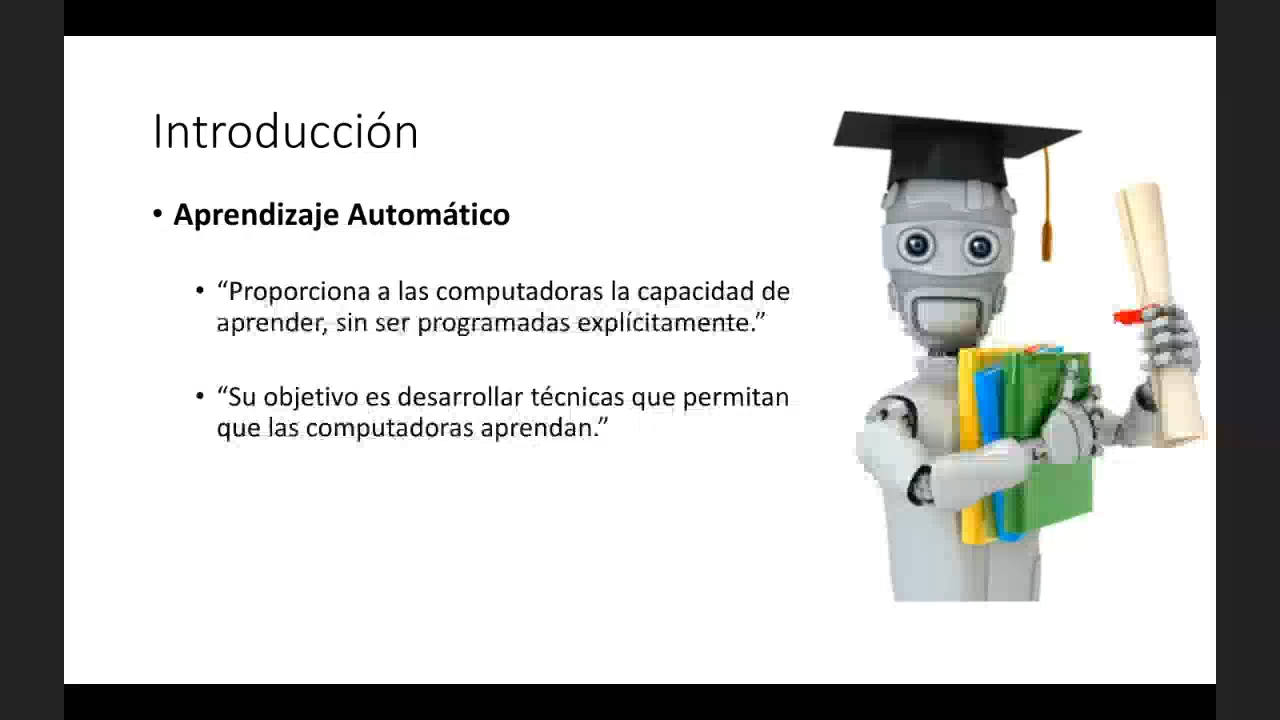 Introducción
• Aprendizaje Automático
• “Proporciona a las computadoras la capacidad de
aprender, sin ser programadas explícitamente.”
• “Su objetivo es desarrollar técnicas que permitan
que las computadoras aprendan.”